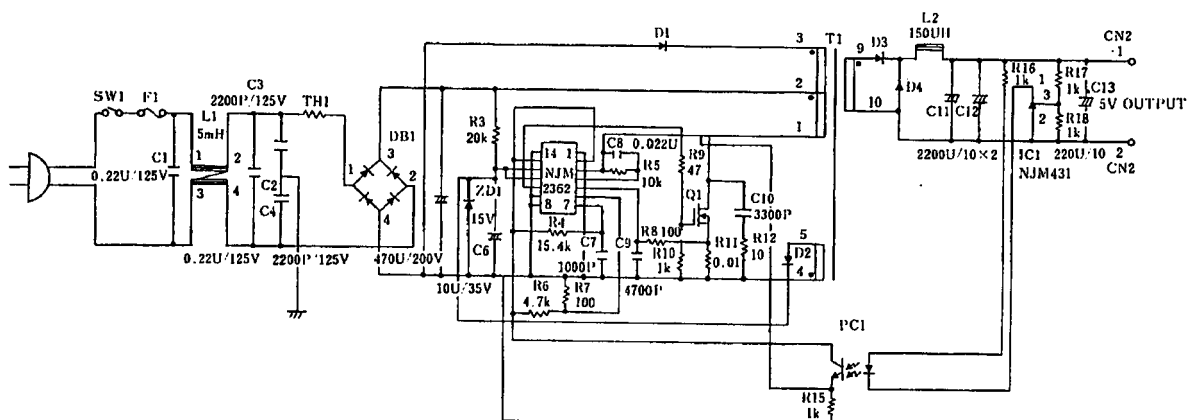 SW1
F1
C1
0.22U/125V
L1
5mH
1
2
3
4
C3
2200P/125V
TH1
C2
C4
0.22U/125V
2200P/125V
DB1
1
3
2
4
470U/200V
R3
20k
ZD1
15V
C6
10U/35V
14
1
NJM
2362
8
7
R4
15.4k
C7
1000P
R6
4.7k
R7
100
C8
0.022U
R5
10k
C9
4700P
R9
47
Q1
R8
100
R10
1k
R11
0.01
C10
3300P
R12
10
D1
T1
3
2
1
5
D2
4
9
D3
10
D4
L2
150UH
C11
C12
2200U/10×2
R16
1k
1
3
2
IC1
NJM431
R17
1k
R18
1k
C13
220U/10
5V OUTPUT
CN2
1
2
CN2
PC1
R15
1k